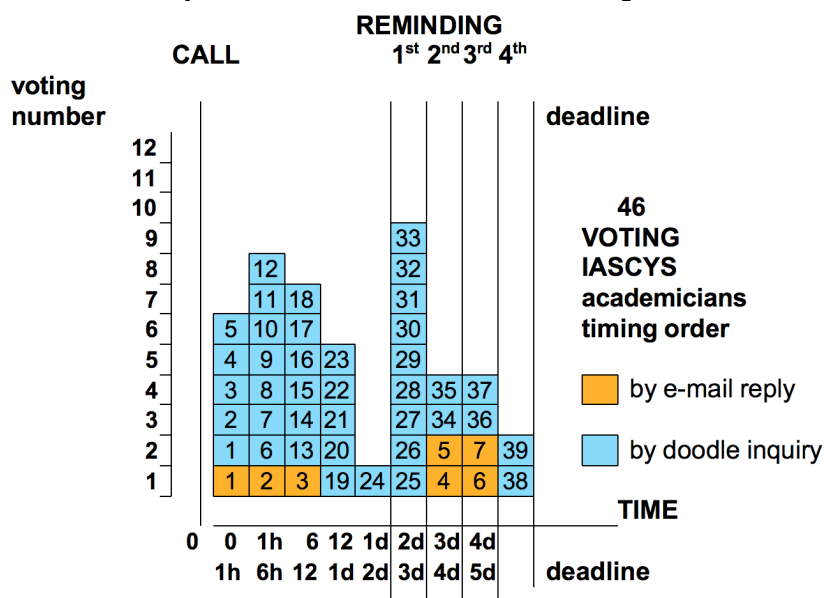 REMINDING
CALL 1st 2nd 3rd 4th
voting
number deadline
12
11
10 46
9 33 VOTING
8 12 32 IASCYS
7 11 18 31 academicians
6 5 10 17 30 timing order
5 4 9 16 23 29
4 3 8 15 22 28 35 37 by e-mail reply
3 2 7 14 21 27 34 36
2 1 6 13 20 26 5 7 39 by doodle inquiry
1 1 2 3 19 24 25 4 6 38
TIME
0 0 1h 6 12 1d 2d 3d 4d
1h 6h 12 1d 2d 3d 4d 5d deadline